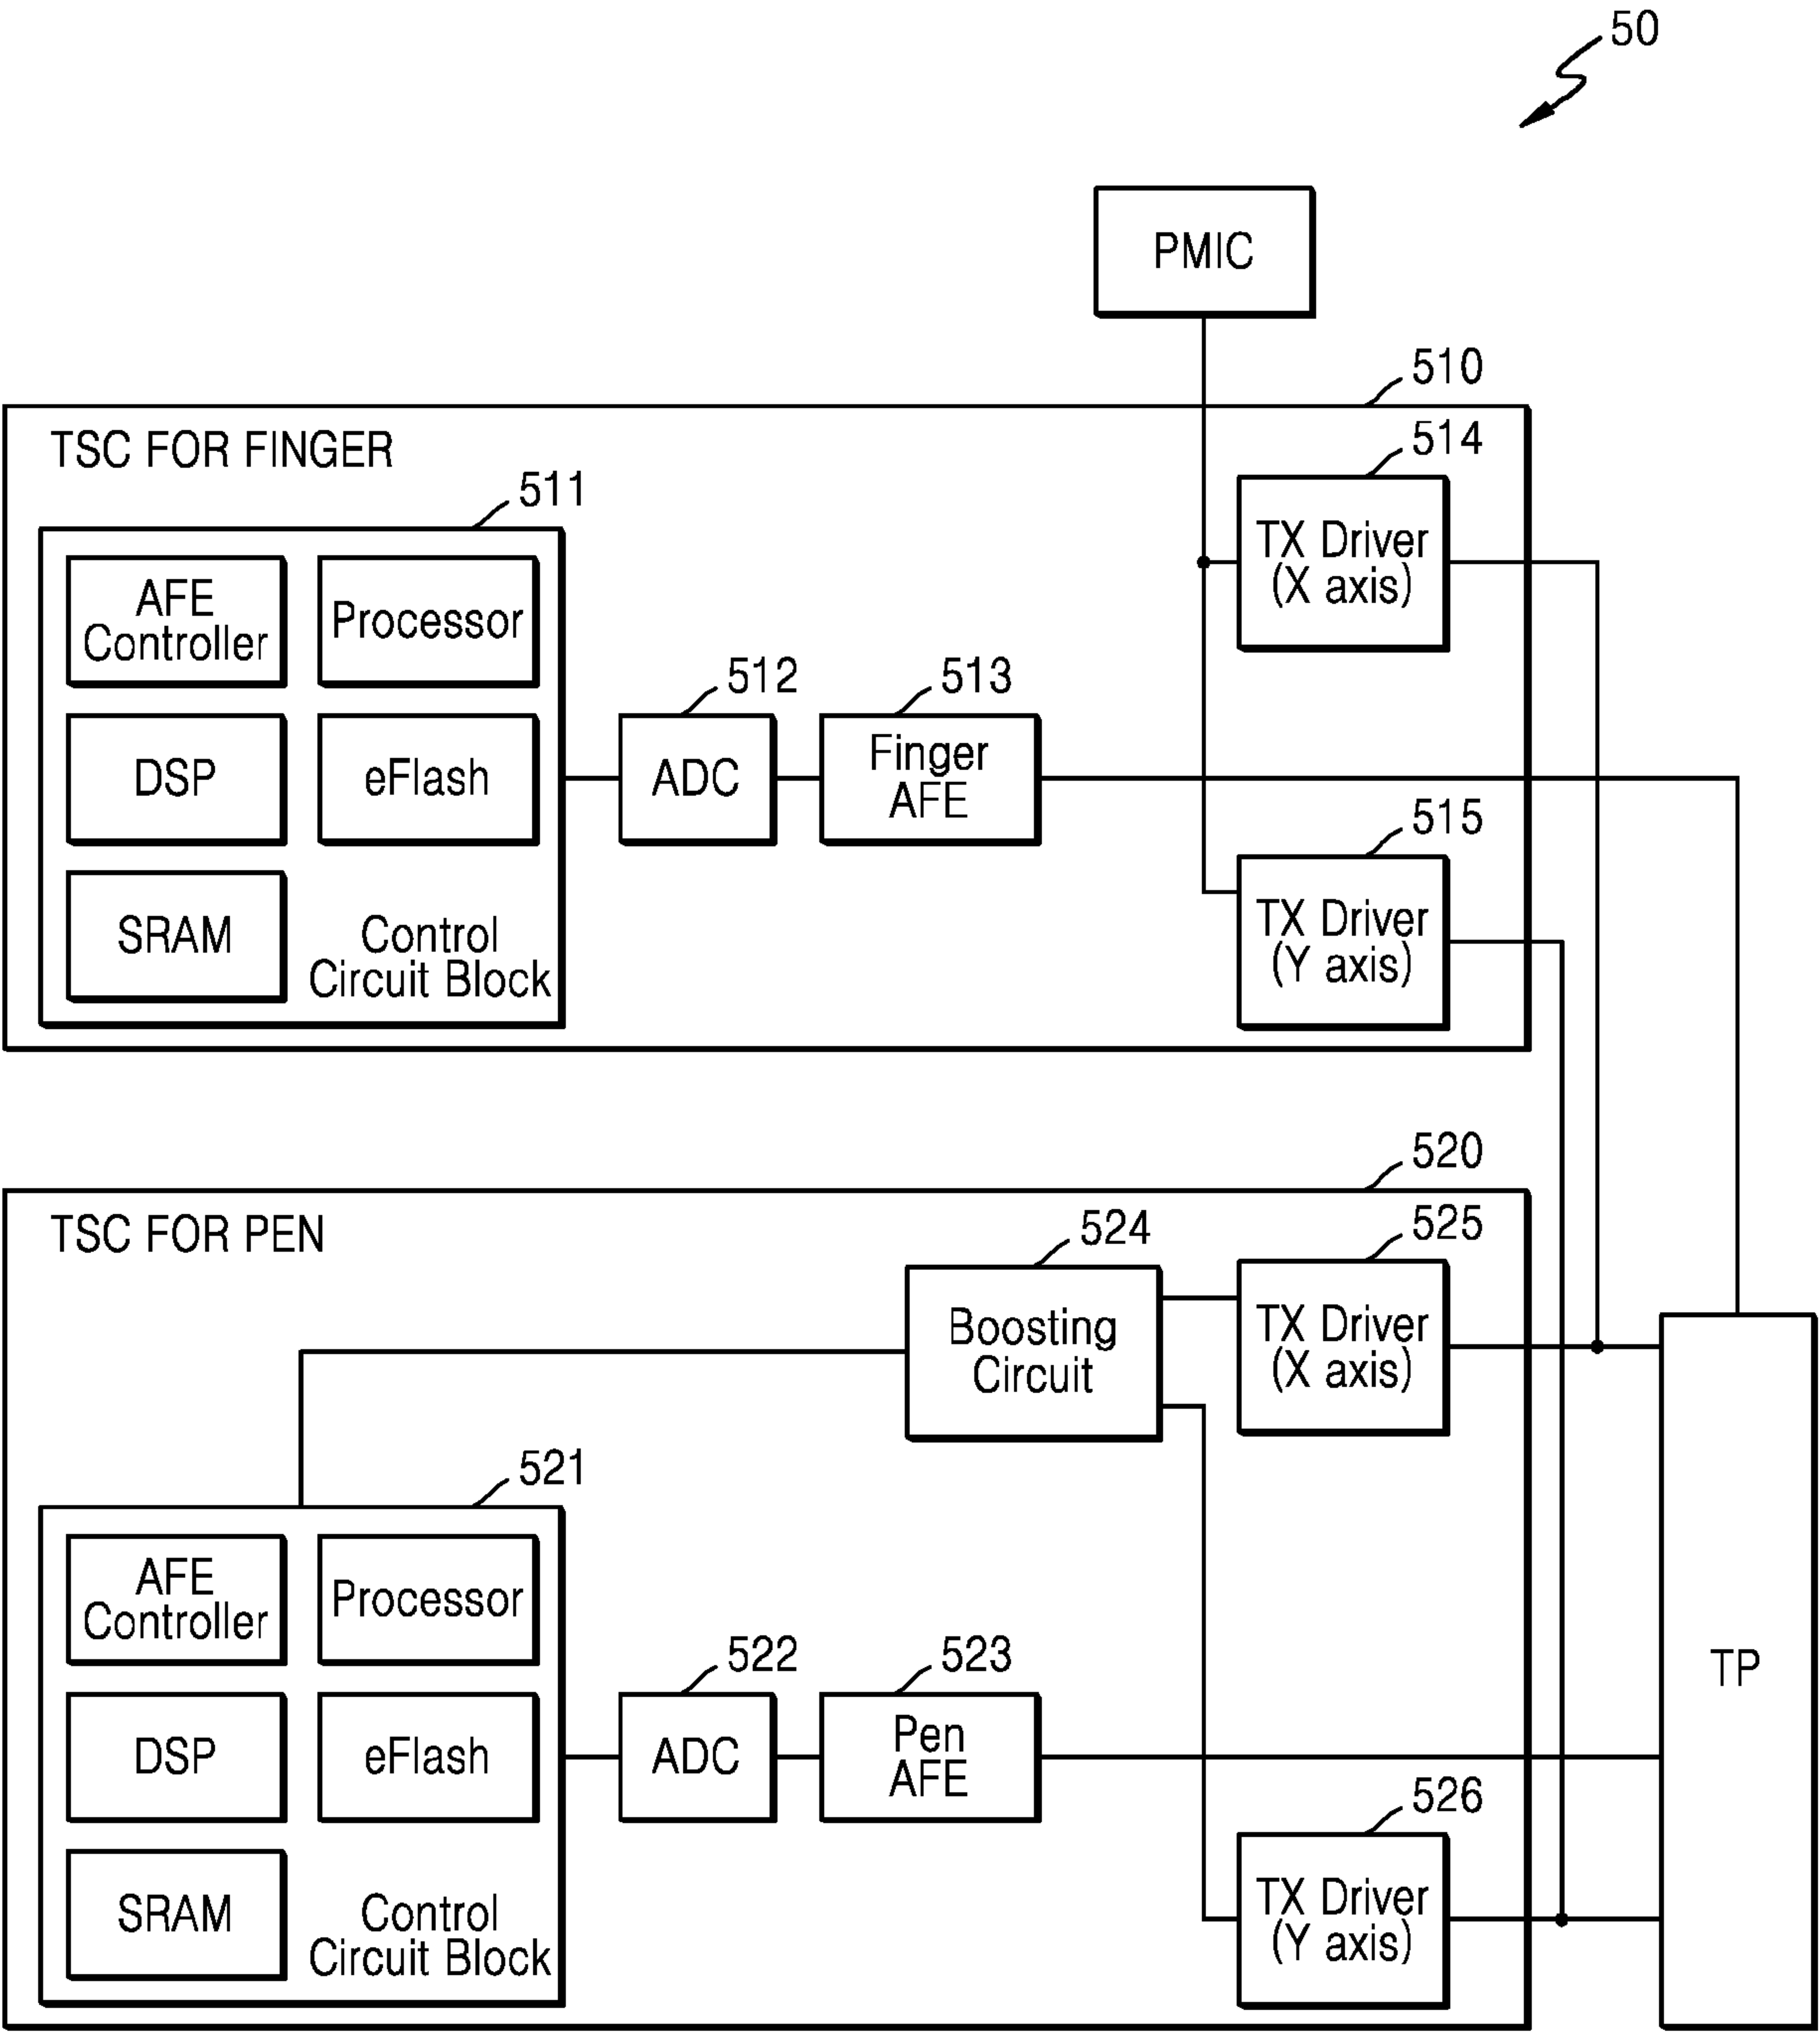 50
PMIC
510
TSC FOR FINGER
514
511
TX Driver
(X axis)
AFE
Controller
Processor
512
513
DSP
eFlash
ADC
Finger
AFE
515
SRAM
Control
Circuit Block
TX Driver
(Y axis)
520
TSC FOR PEN
524
525
Boosting
Circuit
TX Driver
(X axis)
521
AFE
Controller
Processor
522
523
TP
DSP
eFlash
ADC
Pen
AFE
526
SRAM
Control
Circuit Block
TX Driver
(Y axis)